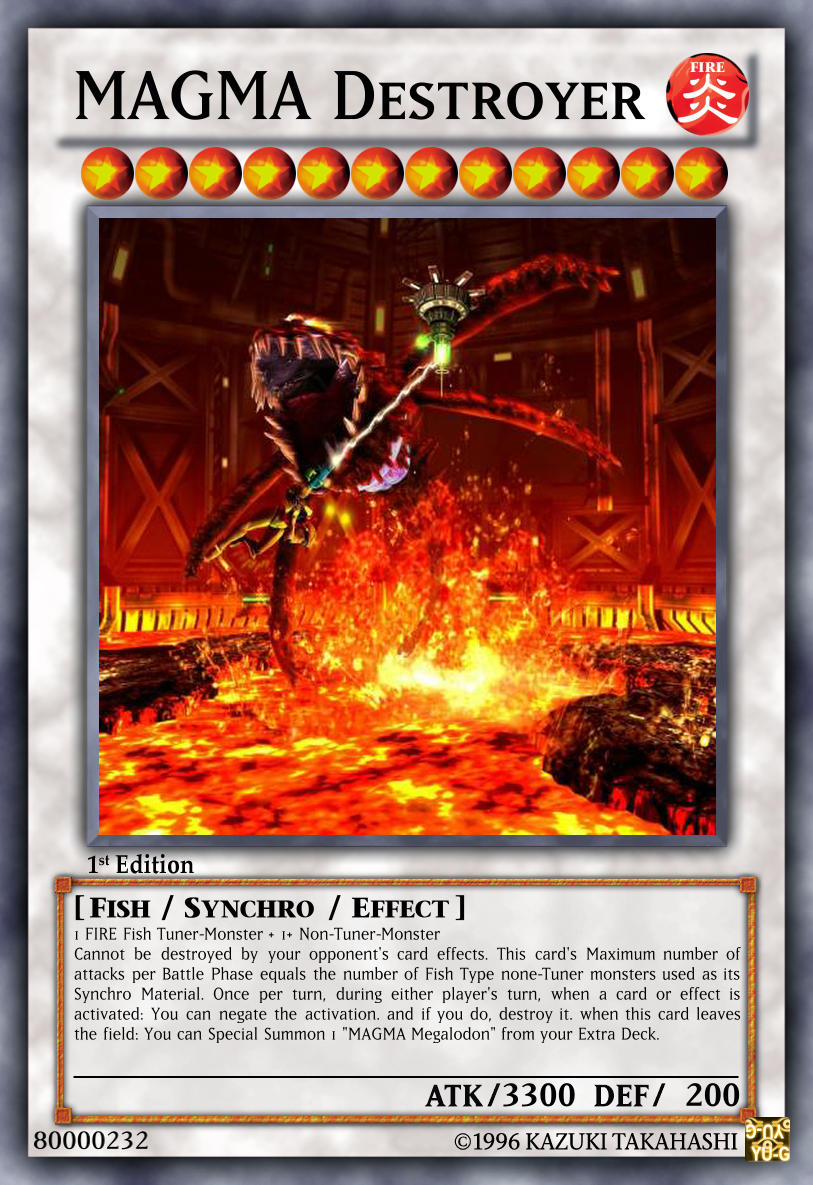 MAGMA DESTROYER
FIRE
炎
1st Edition
[ FISH / SYNCHRO / EFFECT ]
1 FIRE Fish Tuner-Monster + 1+ Non-Tuner-Monster
Cannot be destroyed by your opponent's card effects. This card's Maximum number of
attacks per Battle Phase equals the number of Fish Type none-Tuner monsters used as its
Synchro Material. Once per turn, during either player's turn, when a card or effect is
activated: You can negate the activation. and if you do, destroy it. when this card leaves
the field: You can Special Summon 1 "MAGMA Megalodon" from your Extra Deck.
ATK/3300 DEF/ 200
80000232
©1996 KAZUKI TAKAHASHI